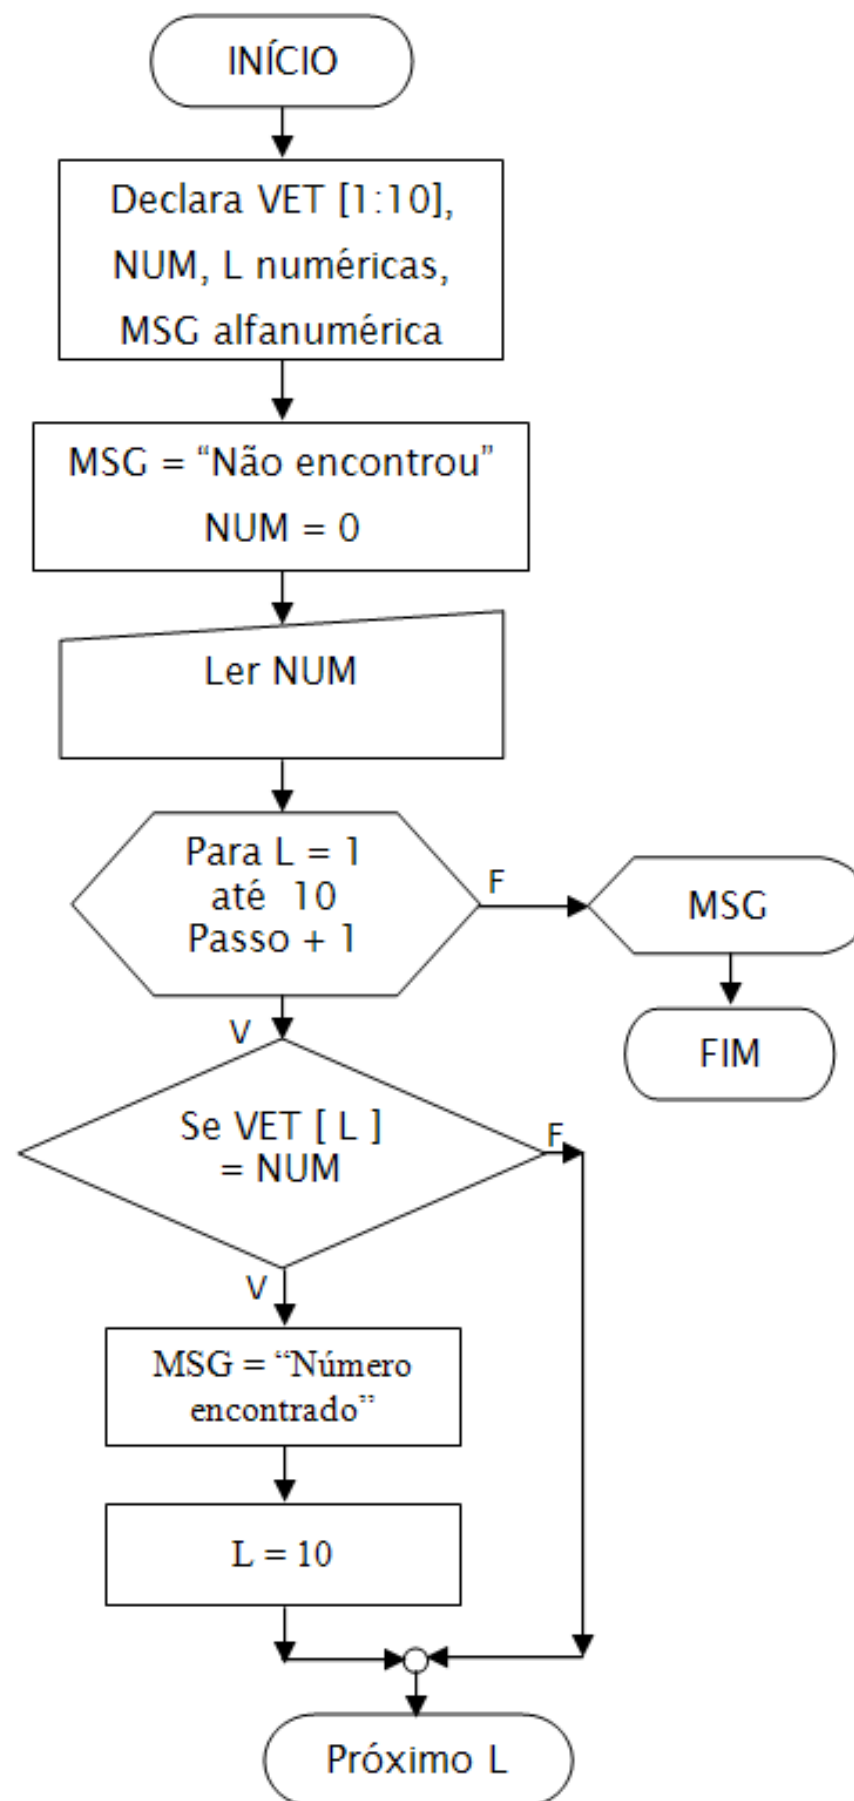 INÍCIO
Declara VET [1:10],
NUM, L numéricas,
MSG alfanumérica
MSG = “Não encontrou”
NUM = 0
Ler NUM
Para L = 1
até 10
Passo + 1
F
MSG
FIM
V
Se VET [ L ]
= NUM
F
V
MSG = “Número
encontrado”
L = 10
Próximo L